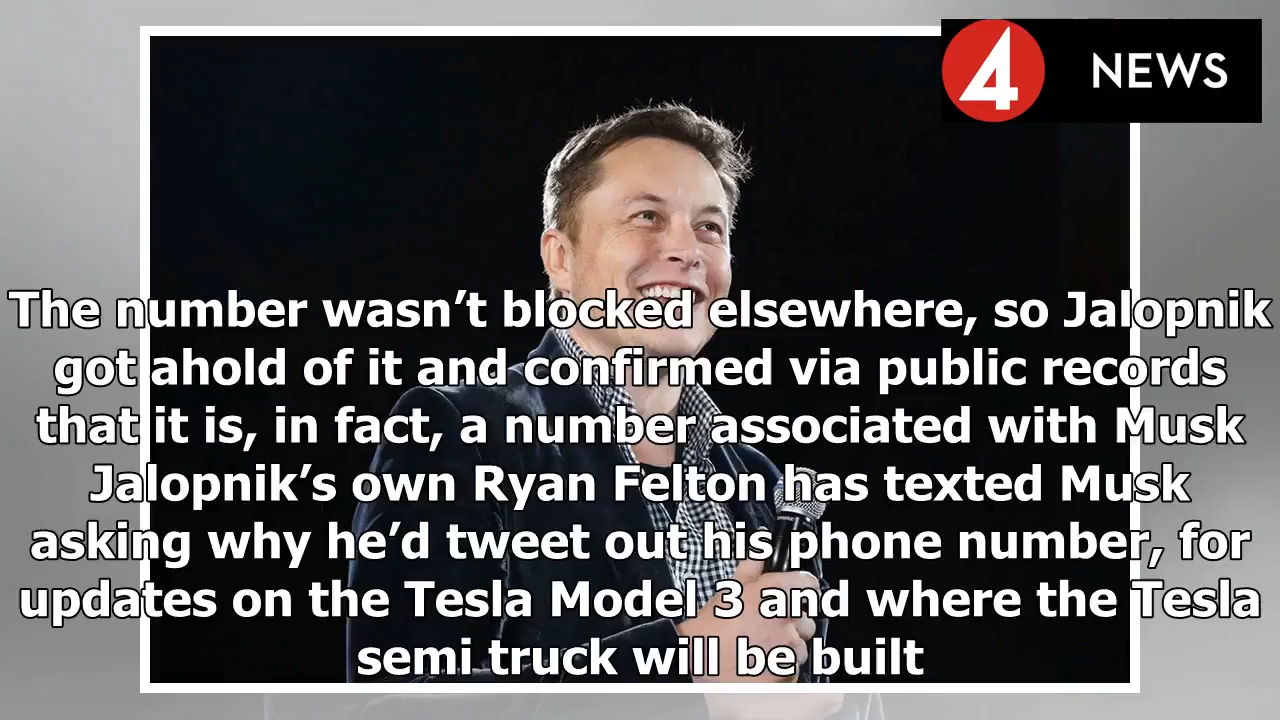 4 NEWS
The number wasn’t blocked elsewhere, so Jalopnik
got ahold of it and confirmed via public records
that it is, in fact, a number associated with Musk
Jalopnik’s own Ryan Felton has texted Musk
asking why he’d tweet out his phone number, for
updates on the Tesla Model 3 and where the Tesla
semi truck will be built